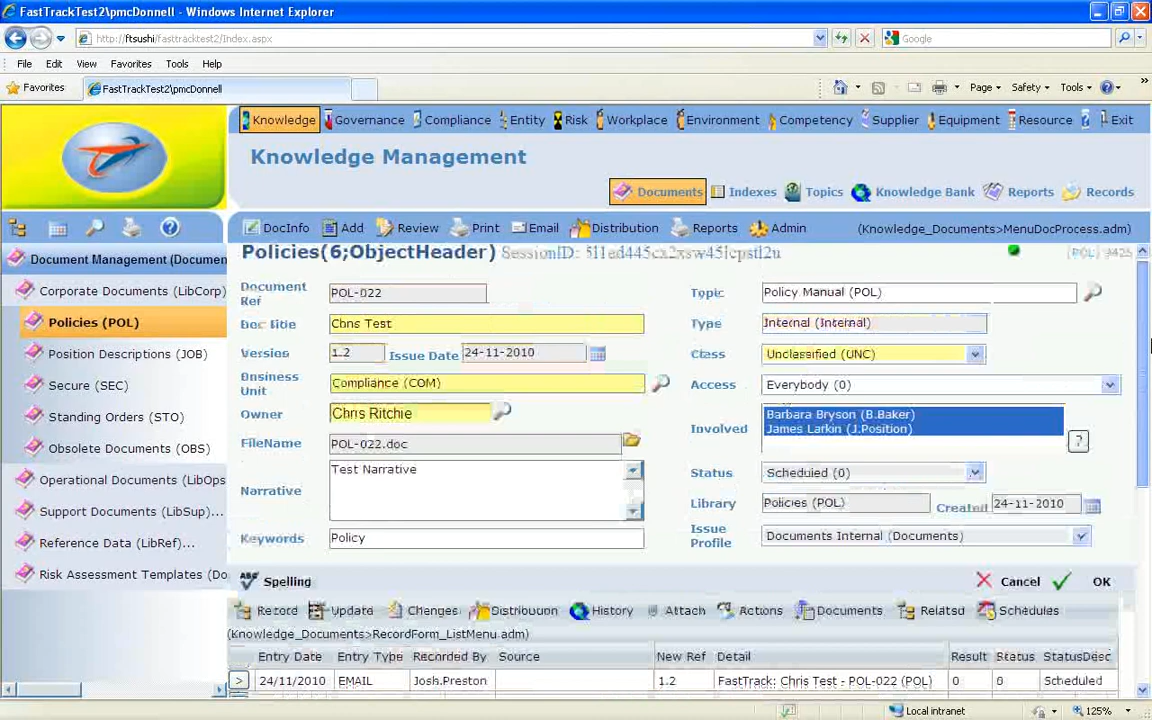 FastTrackTest2\pmcDonnell - Windows Internet Explorer
http://ftsushi/fasttracktest2/Index.aspx
Google
File Edit View Favorites Tools Help
Favorites FastTrackTest2\pmcDonnell Page Safety Tools
Knowledge Governance Compliance Entity Risk Workplace Environment Competency Supplier Equipment Resource Exit
Knowledge Management
Documents Indexes Topics Knowledge Bank Reports Records
DocInfo Add Review Print Email Distribution Reports Admin (Knowledge_Documents>MenuDocProcess.adm)
Document Management (Documen
Corporate Documents (LibCorp)
Policies (POL)
Position Descriptions (JOB)
Secure (SEC)
Standing Orders (STO)
Obsolete Documents (OBS)
Operational Documents (LibOps
Support Documents (LibSup)...
Reference Data (LibRef)...
Risk Assessment Templates (Do
Policies(6;ObjectHeader) SessionID:
Document Ref POL-022
Topic Policy Manual (POL)
Doc Title Chris Test
Type Internal (Internal)
Version 1.2 Issue Date 24-11-2010
Class Unclassified (UNC)
Business Unit Compliance (COM)
Access Everybody (0)
Owner Chris Ritchie
Involved Barbara Bryson (B.Baker)
James Larkin (J.Position)
?
FileName POL-022.doc
Status Scheduled (0)
Narrative Test Narrative
Library Policies (POL) Created 24-11-2010
Keywords Policy
Issue Profile Documents Internal (Documents)
ABC Spelling Cancel OK
Record Update Changes Distribution History Attach Actions Documents Related Schedules
(Knowledge_Documents>RecordForm_ListMenu.adm)
Entry Date Entry Type Recorded By Source New Ref Detail Result Status StatusDesc
> 24/11/2010 EMAIL Josh.Preston 1.2 FastTrack: Chris Test - POL-022 (POL) 0 0 Scheduled
Local intranet 125%